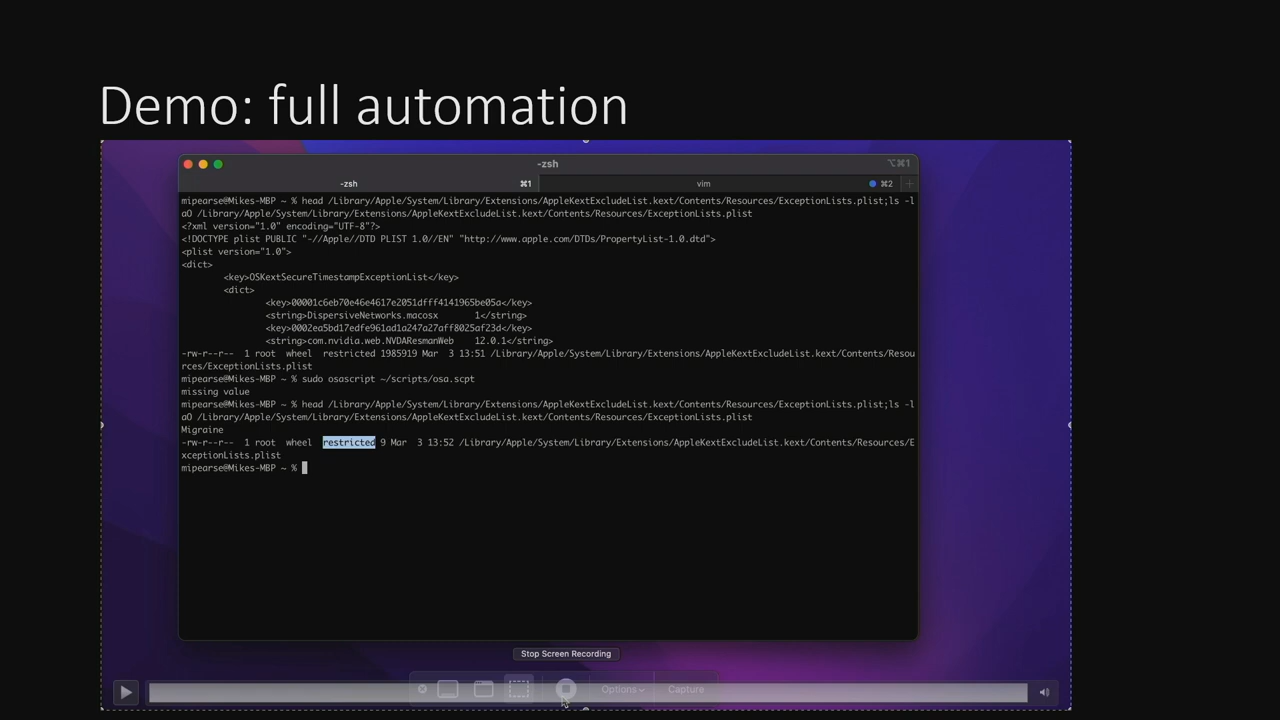 Demo: full automation
-zsh
⌥⌘1
-zsh ⌘1 vim ⌘2 +
mipearse@Mikes-MBP ~ % head /Library/Apple/System/Library/Extensions/AppleKextExcludeList.kext/Contents/Resources/ExceptionLists.plist;ls -l
aO /Library/Apple/System/Library/Extensions/AppleKextExcludeList.kext/Contents/Resources/ExceptionLists.plist
<?xml version="1.0" encoding="UTF-8"?>
<!DOCTYPE plist PUBLIC "-//Apple//DTD PLIST 1.0//EN" "http://www.apple.com/DTDs/PropertyList-1.0.dtd">
<plist version="1.0">
<dict>
<key>OSKextSecureTimestampExceptionList</key>
<dict>
<key>00001c6eb70e46e4617e2051dfff4141965be05a</key>
<string>DispersiveNetworks.macosx 1</string>
<key>0002ea5bd17edfe961ad1a247a27aff8025af23d</key>
<string>com.nvidia.web.NVDAResmanWeb 12.0.1</string>
-rw-r--r-- 1 root wheel restricted 1985919 Mar 3 13:51 /Library/Apple/System/Library/Extensions/AppleKextExcludeList.kext/Contents/Resou
rces/ExceptionLists.plist
mipearse@Mikes-MBP ~ % sudo osascript ~/scripts/osa.scpt
missing value
mipearse@Mikes-MBP ~ % head /Library/Apple/System/Library/Extensions/AppleKextExcludeList.kext/Contents/Resources/ExceptionLists.plist;ls -l
aO /Library/Apple/System/Library/Extensions/AppleKextExcludeList.kext/Contents/Resources/ExceptionLists.plist
Migraine
-rw-r--r-- 1 root wheel restricted 9 Mar 3 13:52 /Library/Apple/System/Library/Extensions/AppleKextExcludeList.kext/Contents/Resources/E
xceptionLists.plist
mipearse@Mikes-MBP ~ %
Stop Screen Recording
Options Capture